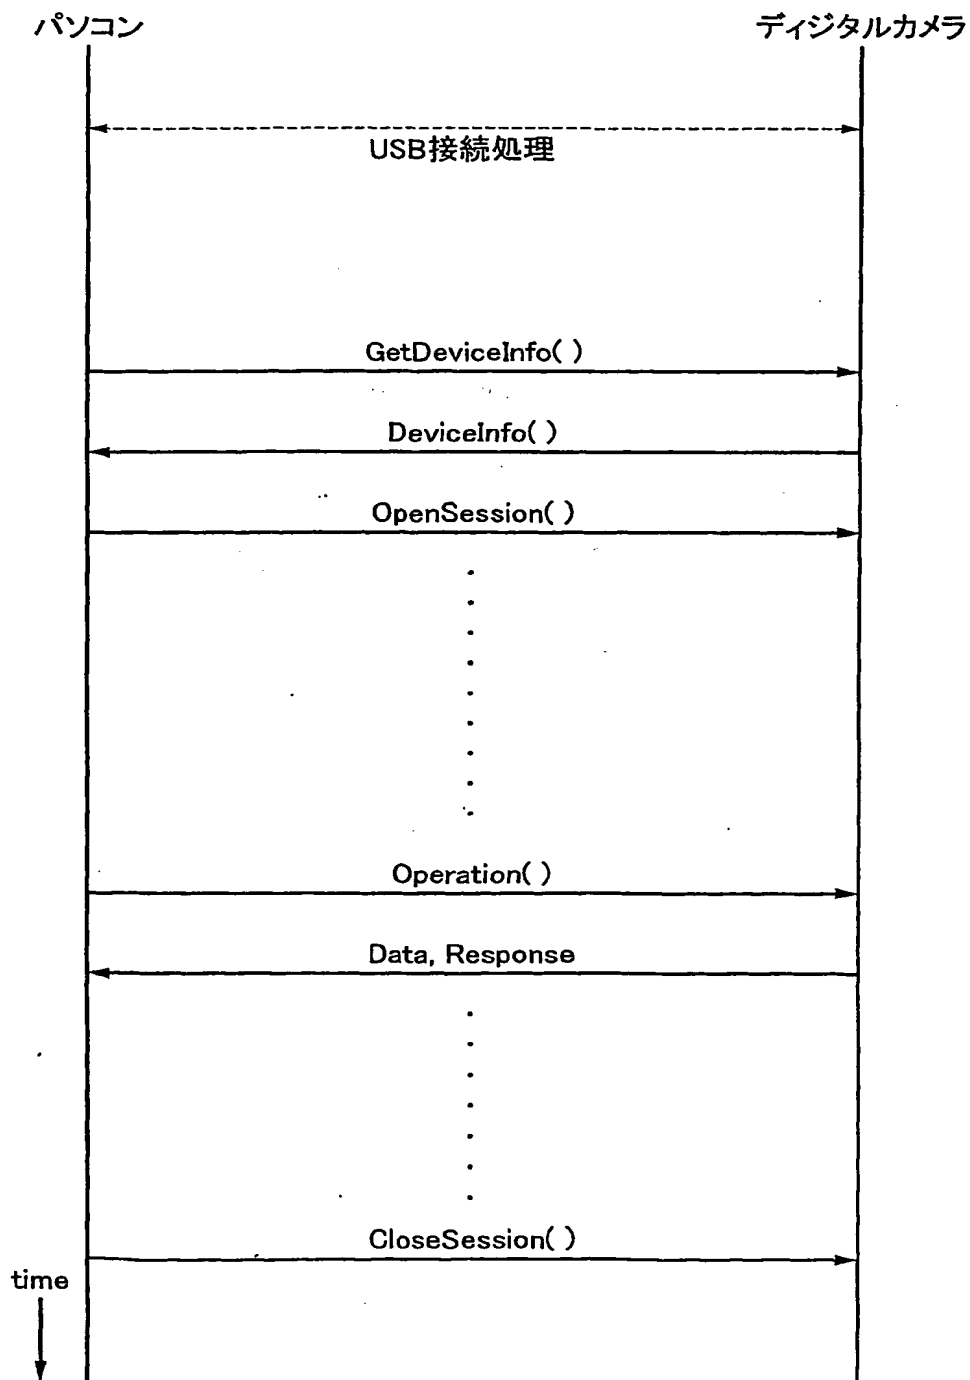 パソコン
ディジタルカメラ
USB接続処理
GetDeviceInfo( )
DeviceInfo( )
OpenSession( )
Operation( )
Data, Response
CloseSession( )
time